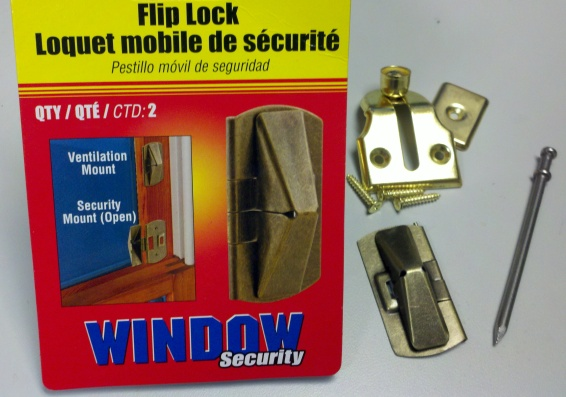 Flip Lock
Loquet mobile de sécurité
Pestillo móvil de seguridad
QTY / QTÉ / CTD: 2
Ventilation
Mount
Security
Mount (Open)
WINDOW
Security